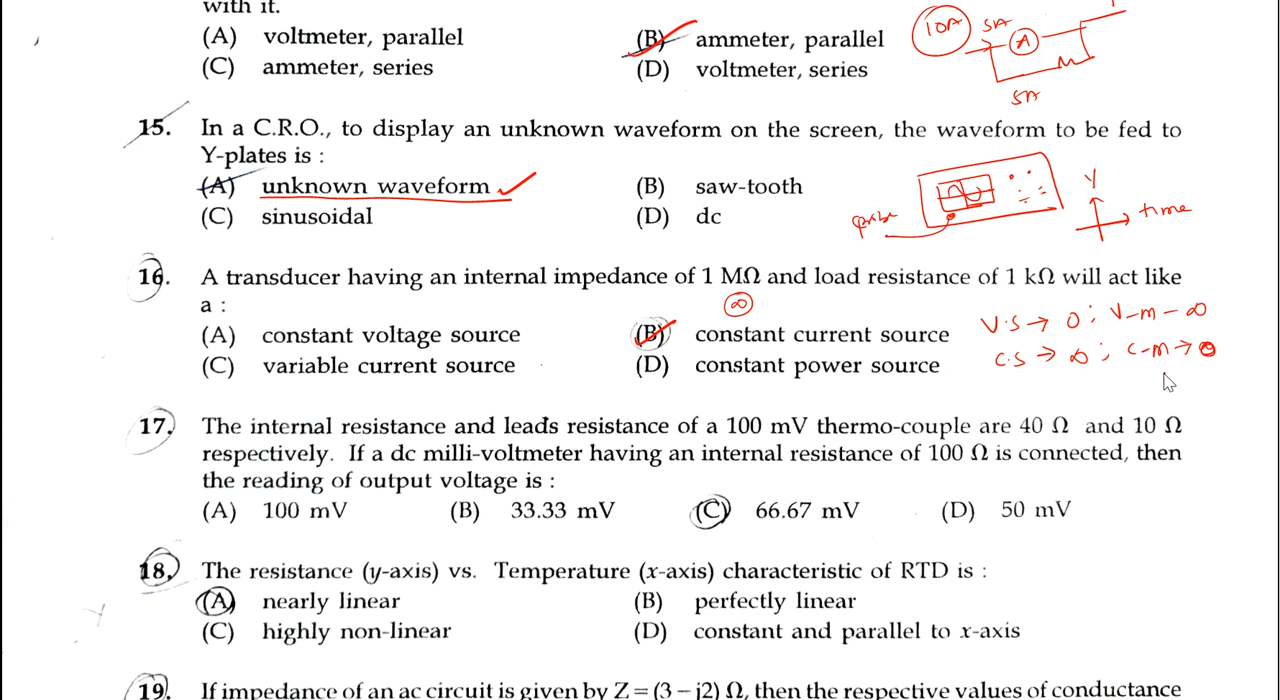 with it.
(A) voltmeter, parallel (B) ammeter, parallel
(C) ammeter, series (D) voltmeter, series
10A 5A A
5A
15. In a C.R.O., to display an unknown waveform on the screen, the waveform to be fed to
Y-plates is :
(A) unknown waveform (B) saw-tooth
(C) sinusoidal (D) dc
Y
time
16. A transducer having an internal impedance of 1 MΩ and load resistance of 1 kΩ will act like
a : ∞
(A) constant voltage source (B) constant current source
(C) variable current source (D) constant power source
V.S → 0 ; V-m - ∞
C.S → ∞ ; C-m → 0
17. The internal resistance and leads resistance of a 100 mV thermo-couple are 40 Ω and 10 Ω
respectively. If a dc milli-voltmeter having an internal resistance of 100 Ω is connected, then
the reading of output voltage is :
(A) 100 mV (B) 33.33 mV (C) 66.67 mV (D) 50 mV
18. The resistance (y-axis) vs. Temperature (x-axis) characteristic of RTD is :
(A) nearly linear (B) perfectly linear
(C) highly non-linear (D) constant and parallel to x-axis
19. If impedance of an ac circuit is given by Z = (3 – j2) Ω, then the respective values of conductance